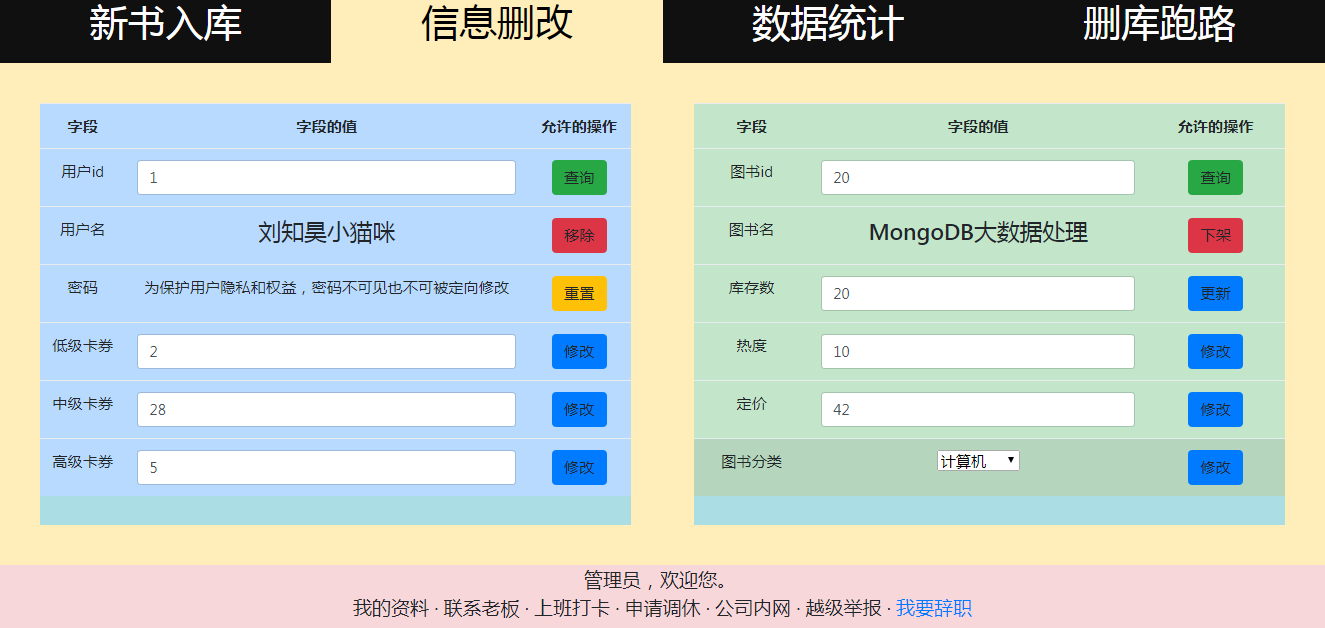 新书入库 信息删改 数据统计 删库跑路
字段 字段的值 允许的操作
用户id 1 查询
用户名 刘知昊小猫咪 移除
密码 为保护用户隐私和权益，密码不可见也不可被定向修改 重置
低级卡券 2 修改
中级卡券 28 修改
高级卡券 5 修改
字段 字段的值 允许的操作
图书id 20 查询
图书名 MongoDB大数据处理 下架
库存数 20 更新
热度 10 修改
定价 42 修改
图书分类 计算机 修改
管理员，欢迎您。
我的资料 · 联系老板 · 上班打卡 · 申请调休 · 公司内网 · 越级举报 · 我要辞职